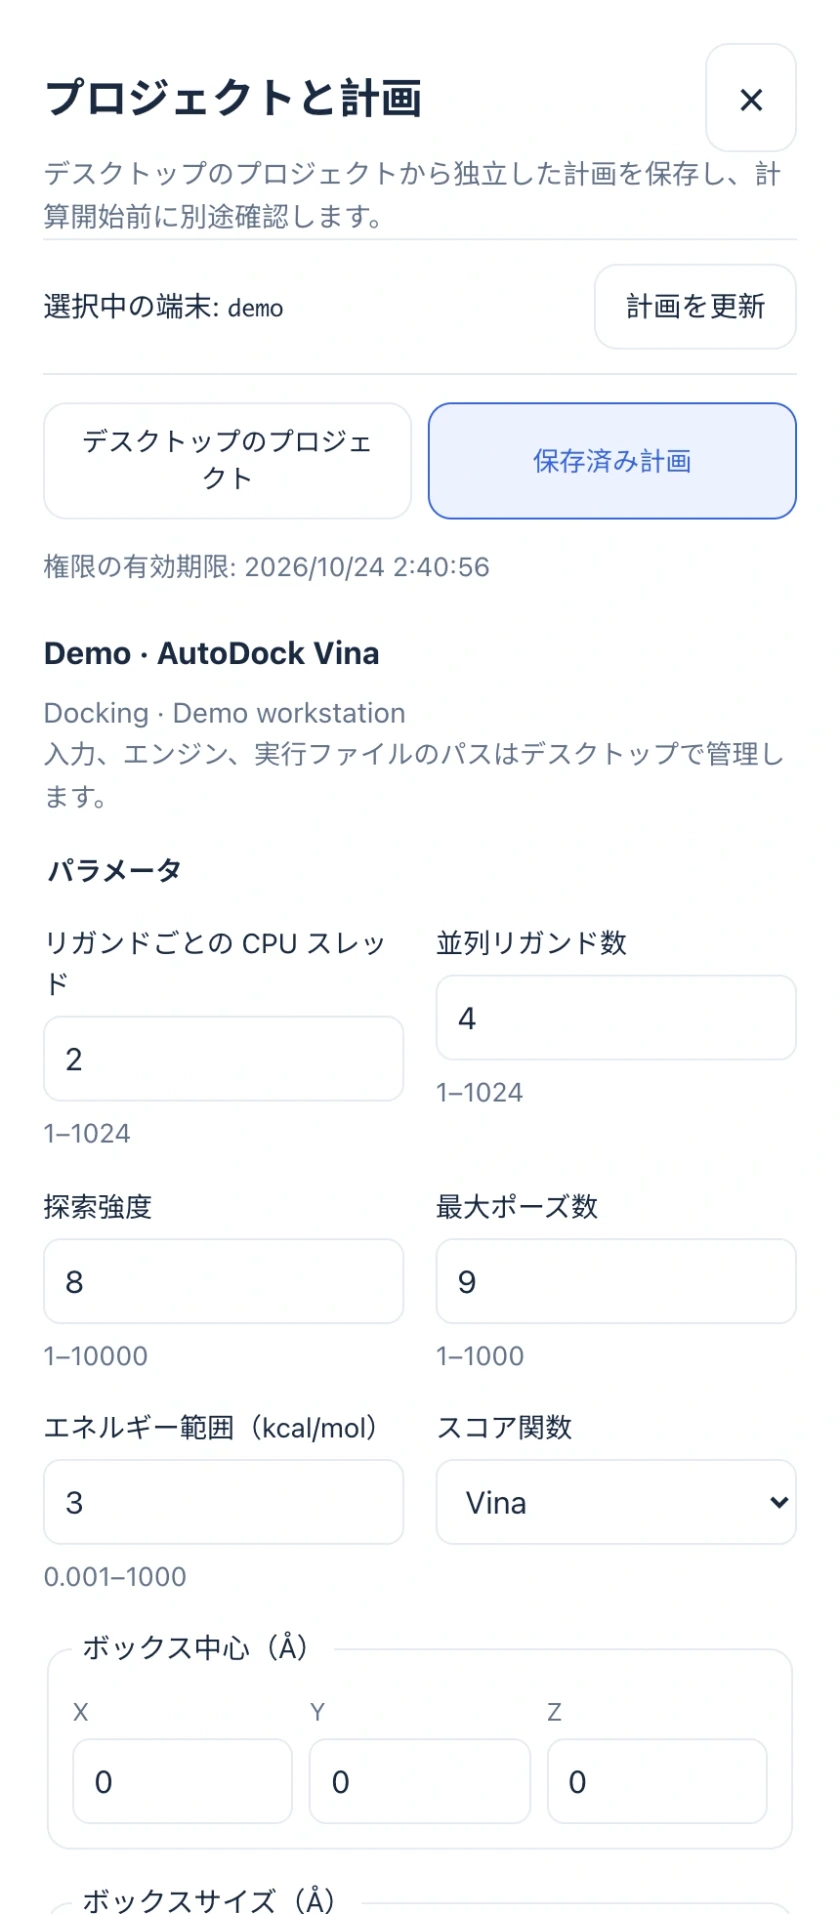 プロジェクトと計画
×
デスクトップのプロジェクトから独立した計画を保存し、計
算開始前に別途確認します。
選択中の端末: demo
計画を更新
デスクトップのプロジェ
クト
保存済み計画
権限の有効期限: 2026/10/24 2:40:56
Demo · AutoDock Vina
Docking · Demo workstation
入力、エンジン、実行ファイルのパスはデスクトップで管理し
ます。
パラメータ
リガンドごとの CPU スレッ
ド
2
1–1024
並列リガンド数
4
1–1024
探索強度
8
1–10000
最大ポーズ数
9
1–1000
エネルギー範囲（kcal/mol）
3
0.001–1000
スコア関数
Vina
ボックス中心（Å）
X Y Z
0 0 0
ボックスサイズ（Å）